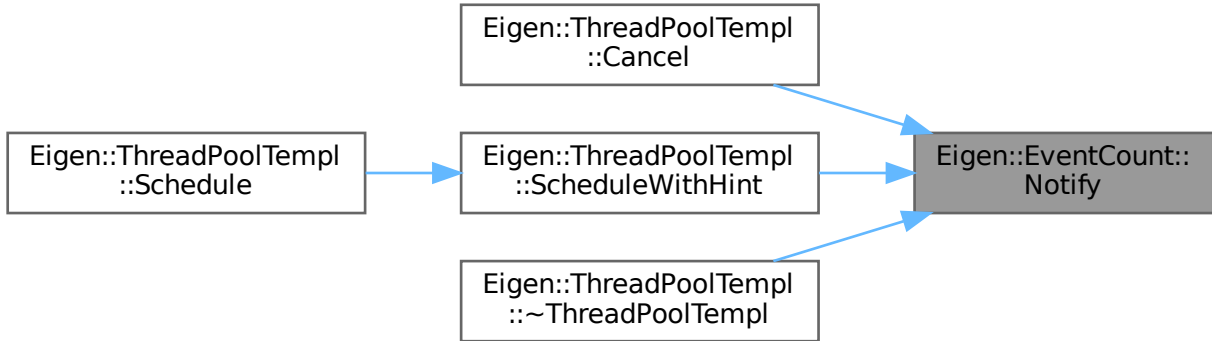 Eigen::ThreadPoolTempl
::Cancel
Eigen::ThreadPoolTempl
::Schedule
Eigen::ThreadPoolTempl
::ScheduleWithHint
Eigen::EventCount::
Notify
Eigen::ThreadPoolTempl
::~ThreadPoolTempl